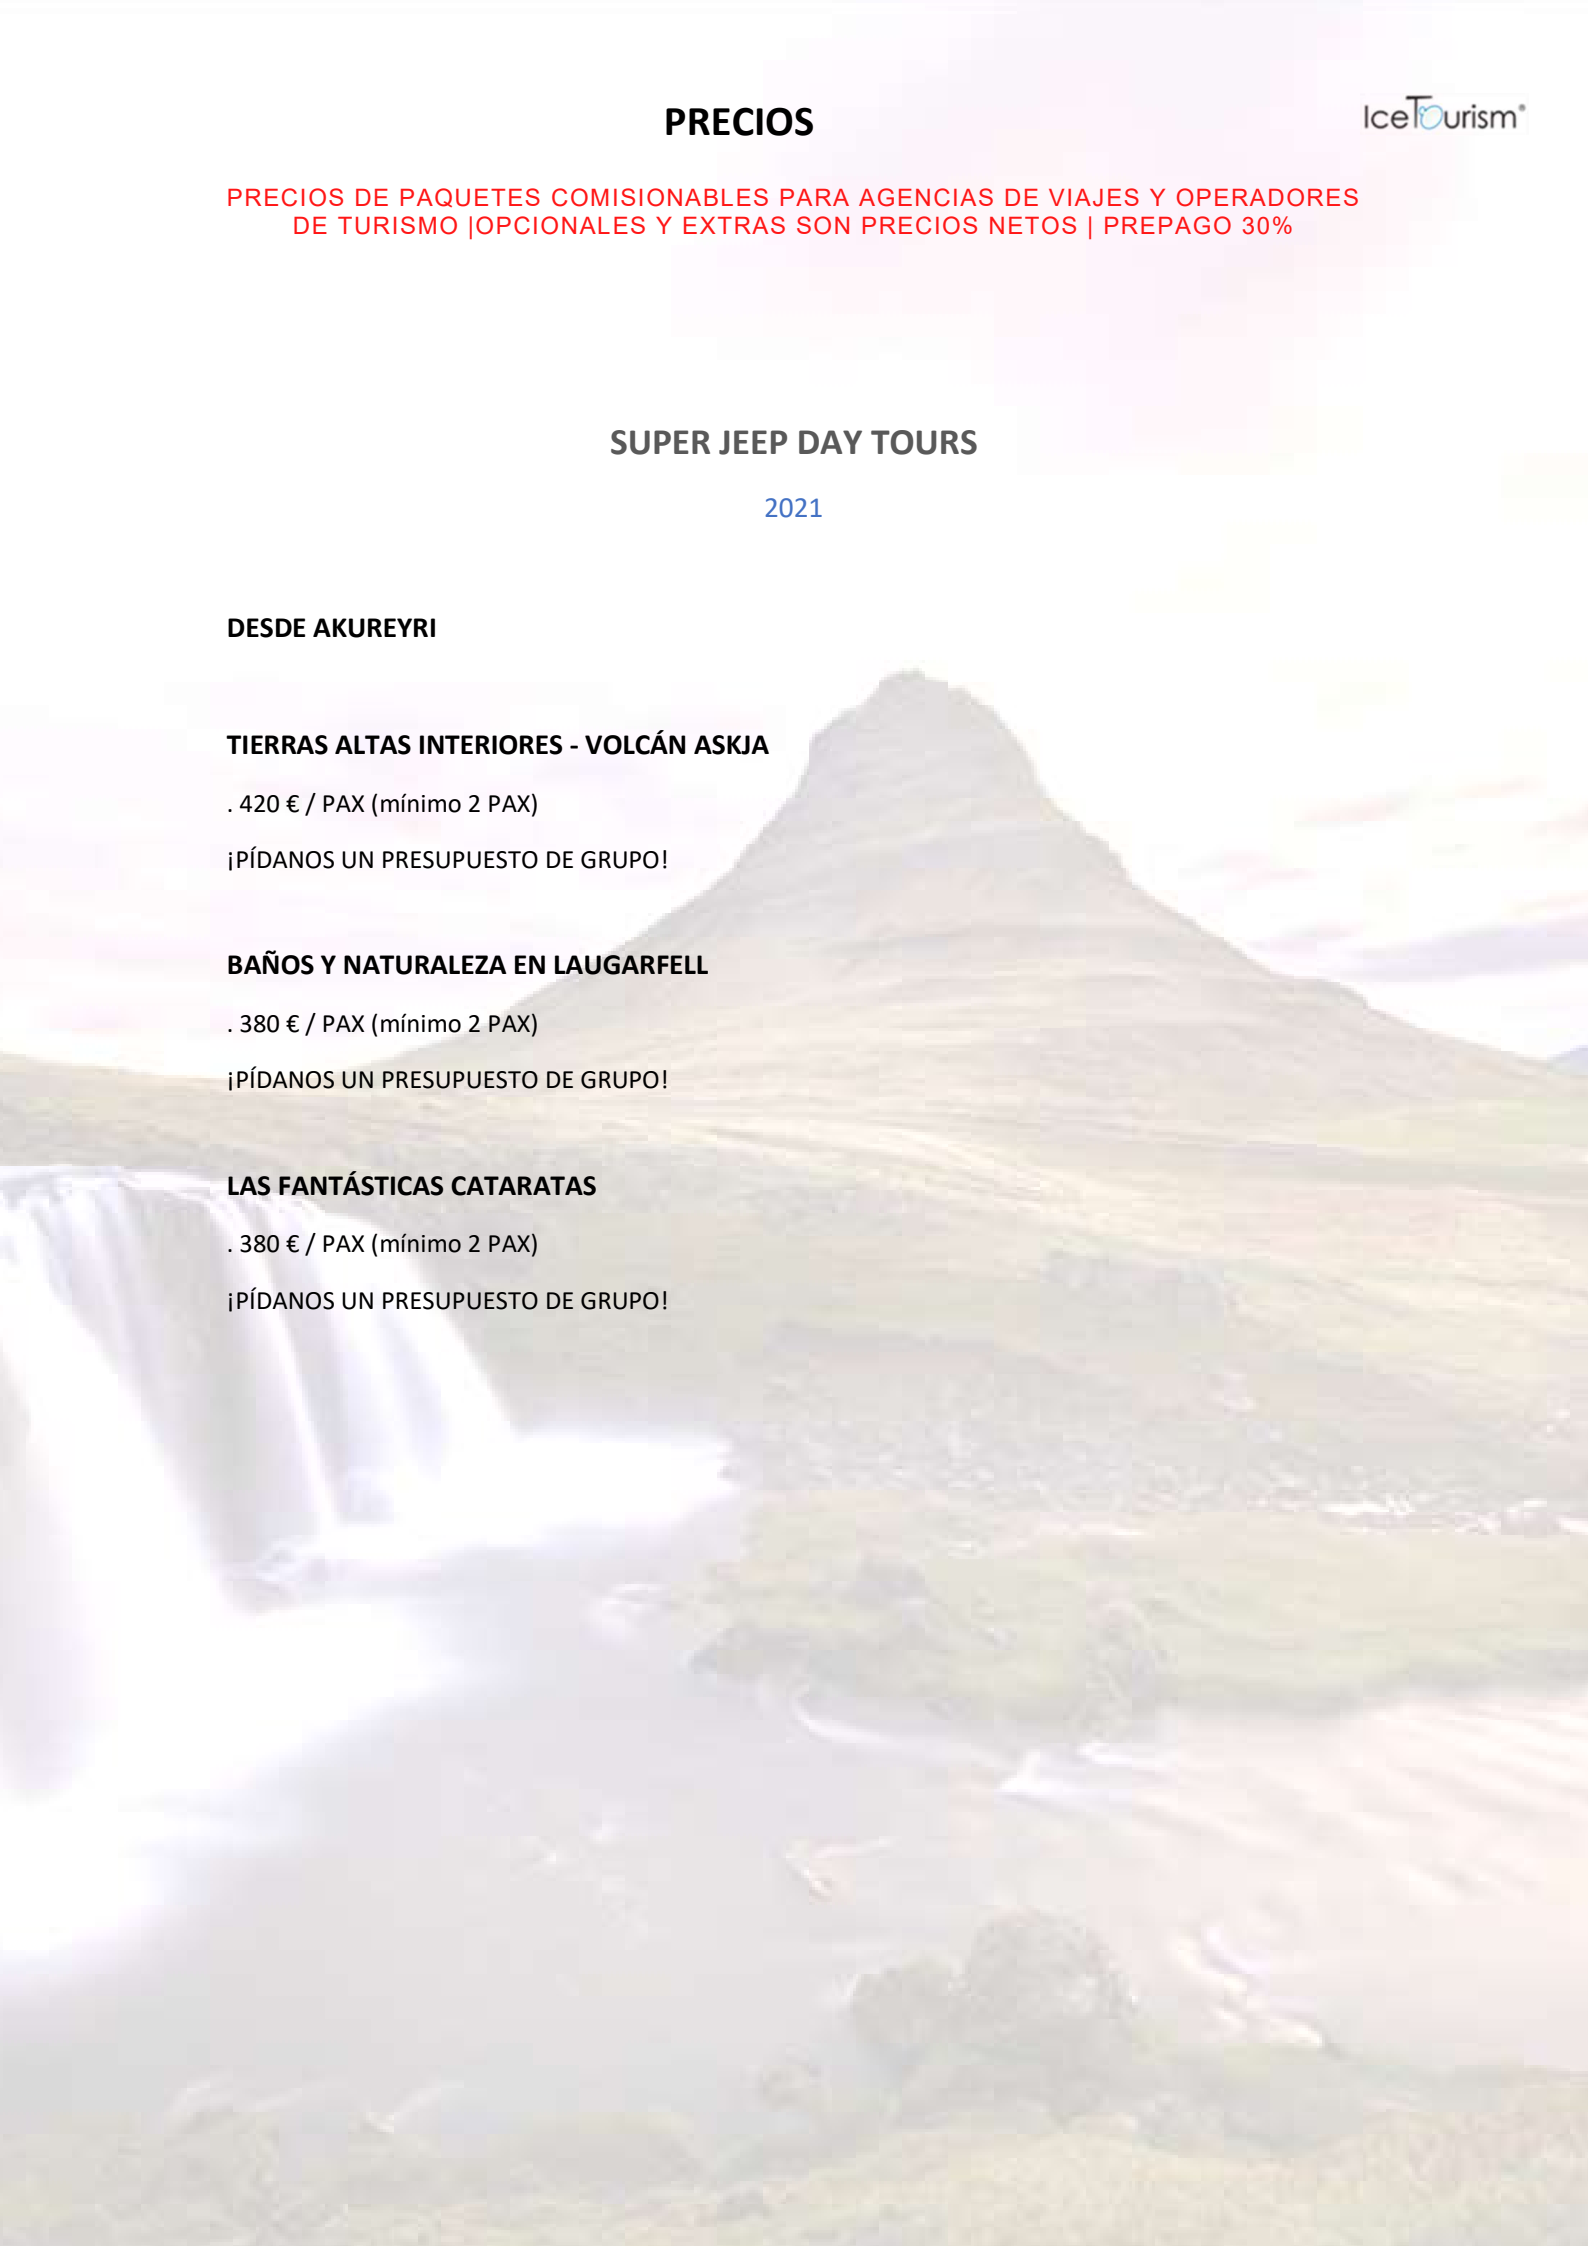 PRECIOS
IceTourism®
PRECIOS DE PAQUETES COMISIONABLES PARA AGENCIAS DE VIAJES Y OPERADORES
DE TURISMO |OPCIONALES Y EXTRAS SON PRECIOS NETOS | PREPAGO 30%
SUPER JEEP DAY TOURS
2021
DESDE AKUREYRI
TIERRAS ALTAS INTERIORES - VOLCÁN ASKJA
. 420 € / PAX (mínimo 2 PAX)
¡PÍDANOS UN PRESUPUESTO DE GRUPO!
BAÑOS Y NATURALEZA EN LAUGARFELL
. 380 € / PAX (mínimo 2 PAX)
¡PÍDANOS UN PRESUPUESTO DE GRUPO!
LAS FANTÁSTICAS CATARATAS
. 380 € / PAX (mínimo 2 PAX)
¡PÍDANOS UN PRESUPUESTO DE GRUPO!